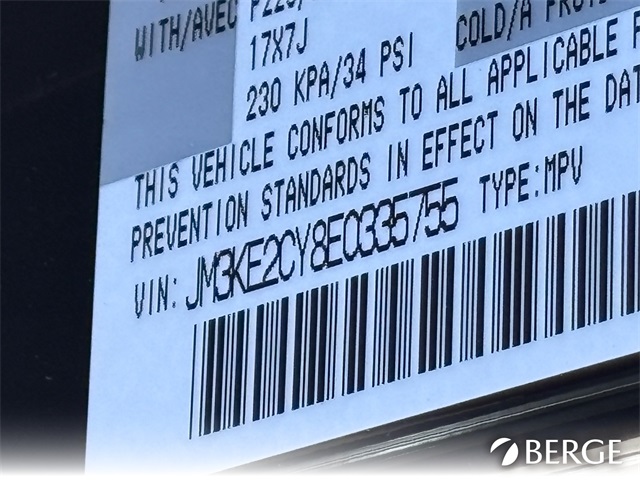 WITH/AVEC
17X7J
230 KPA/34 PSI
COLD/A
THIS VEHICLE CONFORMS TO ALL APPLICABLE
PREVENTION STANDARDS IN EFFECT ON THE DAT
VIN: JM3KE2CY8E0335755 TYPE:MPV
BERGE